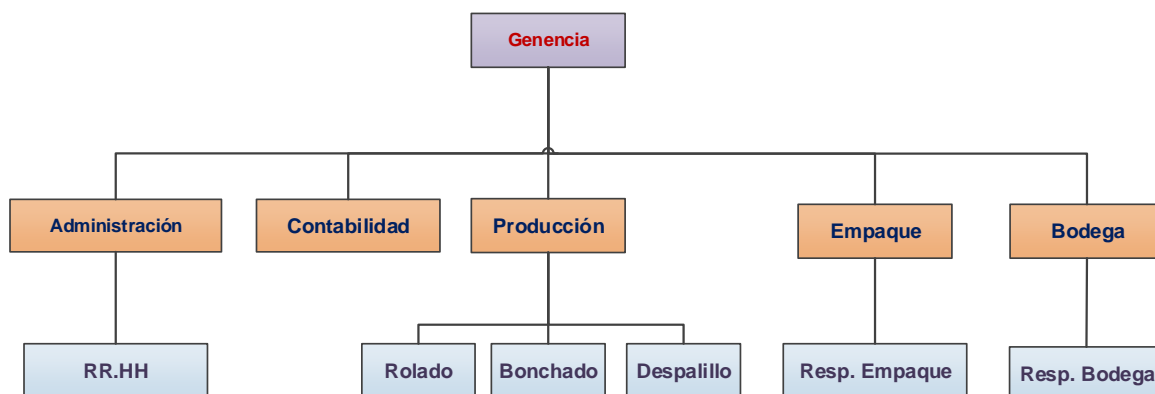 Genencia
Administración
Contabilidad
Producción
Empaque
Bodega
RR.HH
Rolado
Bonchado
Despalillo
Resp. Empaque
Resp. Bodega